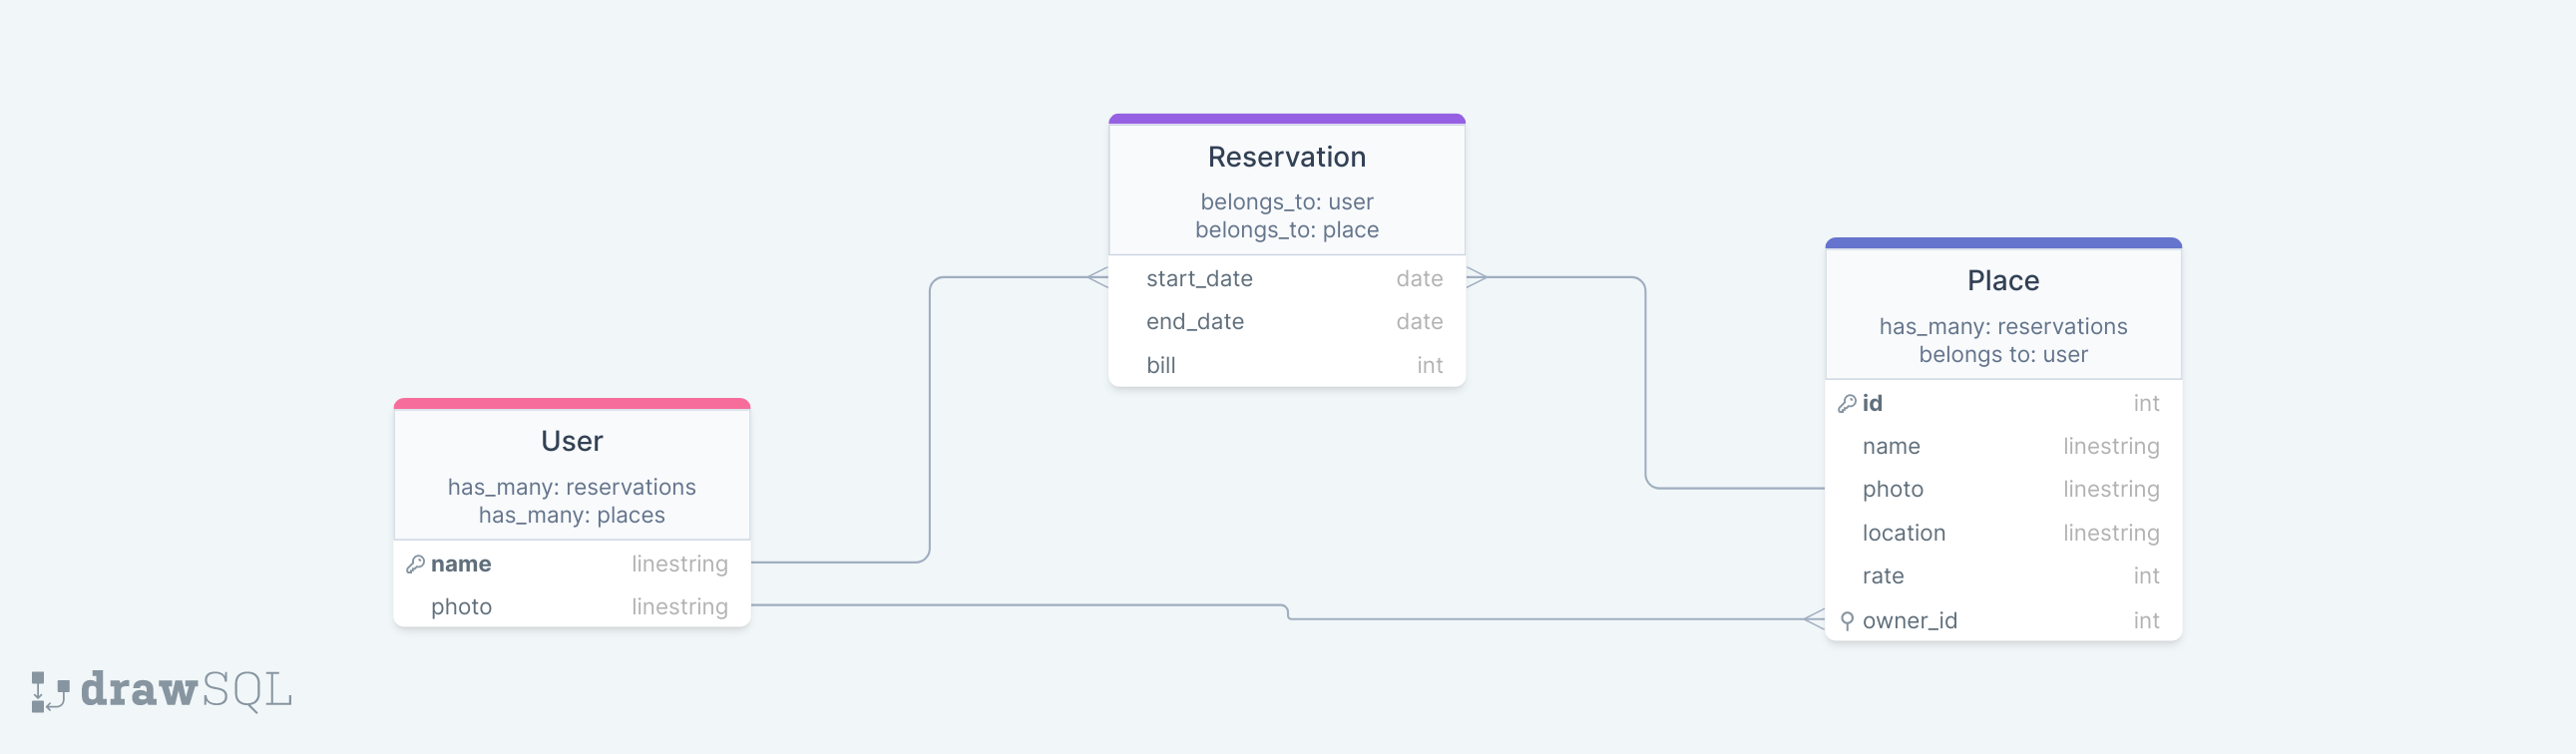 Reservation
belongs_to: user
belongs_to: place
start_date date
end_date date
bill int
Place
has_many: reservations
belongs to: user
id int
name linestring
photo linestring
location linestring
rate int
owner_id int
User
has_many: reservations
has_many: places
name linestring
photo linestring
drawSQL